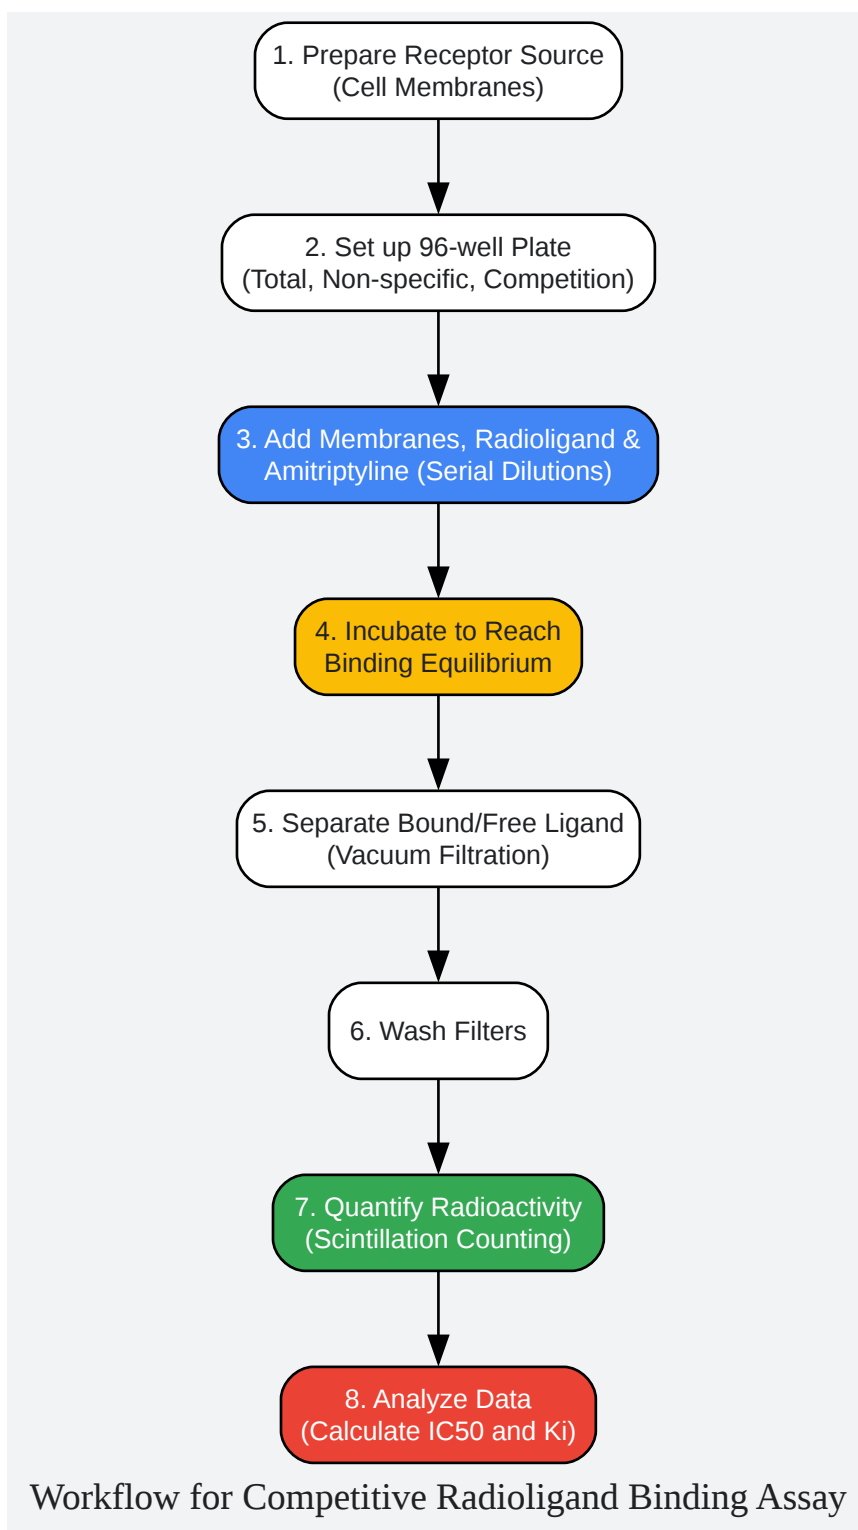 1. Prepare Receptor Source
(Cell Membranes)
2. Set up 96-well Plate
(Total, Non-specific, Competition)
3. Add Membranes, Radioligand &
Amitriptyline (Serial Dilutions)
4. Incubate to Reach
Binding Equilibrium
5. Separate Bound/Free Ligand
(Vacuum Filtration)
6. Wash Filters
7. Quantify Radioactivity
(Scintillation Counting)
8. Analyze Data
(Calculate IC50 and Ki)
Workflow for Competitive Radioligand Binding Assay